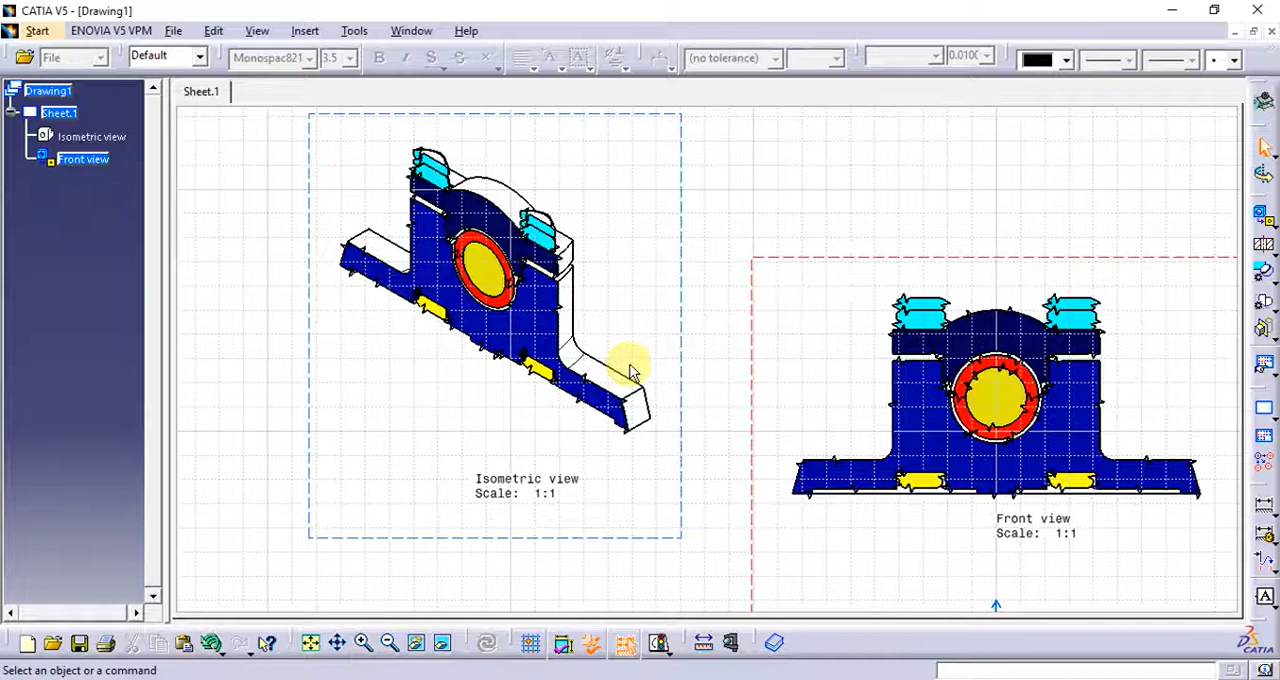 CATIA V5 - [Drawing1]
Start ENOVIA V5 VPM File Edit View Insert Tools Window Help
File Default Monospac821 3.5 B I S S (no tolerance) 0.010
Drawing1
Sheet.1
Isometric view
Front view
Sheet.1
Isometric view
Scale: 1:1
Front view
Scale: 1:1
A
CATIA
Select an object or a command